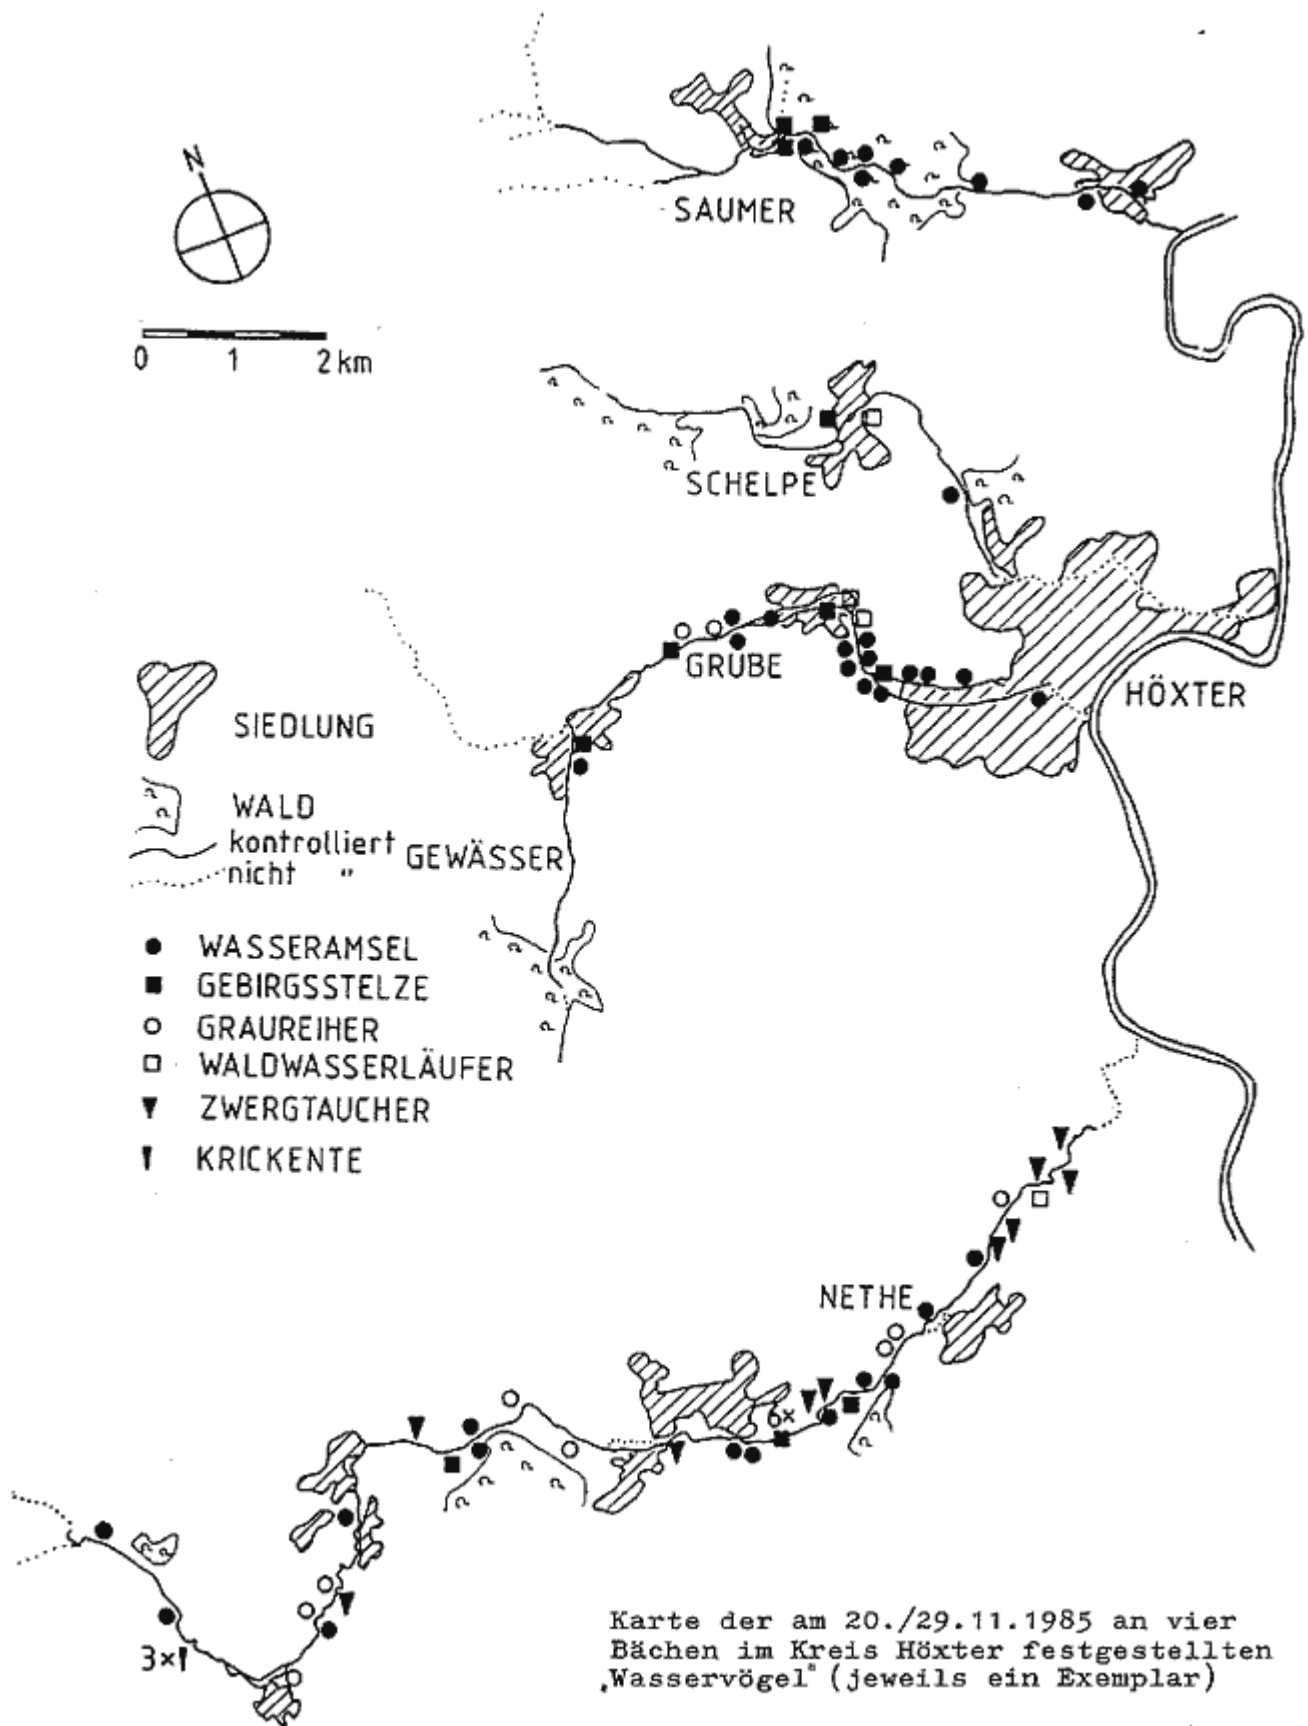 N
0 1 2 km
SAUMER
SCHELPE
GRUBE
HÖXTER
SIEDLUNG
WALD
kontrolliert
GEWÄSSER
nicht "
WASSERAMSEL
GEBIRGSSTELZE
GRAUREIHER
WALDWASSERLÄUFER
ZWERGTAUCHER
KRICKENTE
NETHE
6×
3×
Karte der am 20./29.11.1985 an vier
Bächen im Kreis Höxter festgestellten
„Wasservögel" (jeweils ein Exemplar)